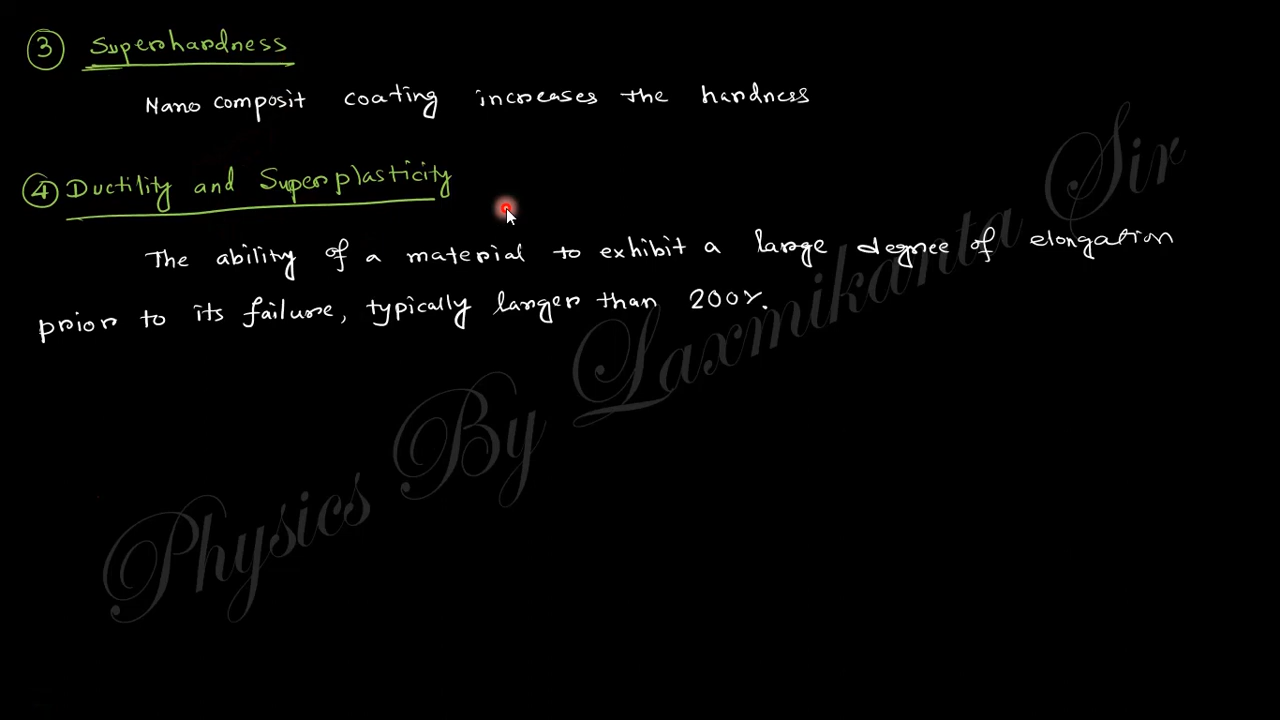 ③ Superhardness
Nano composit coating increases the hardness
④ Ductility and Superplasticity
The ability of a material to exhibit a large degree of elongation
prior to its failure, typically larger than 200%.
Physics By Laxmikanta Sir